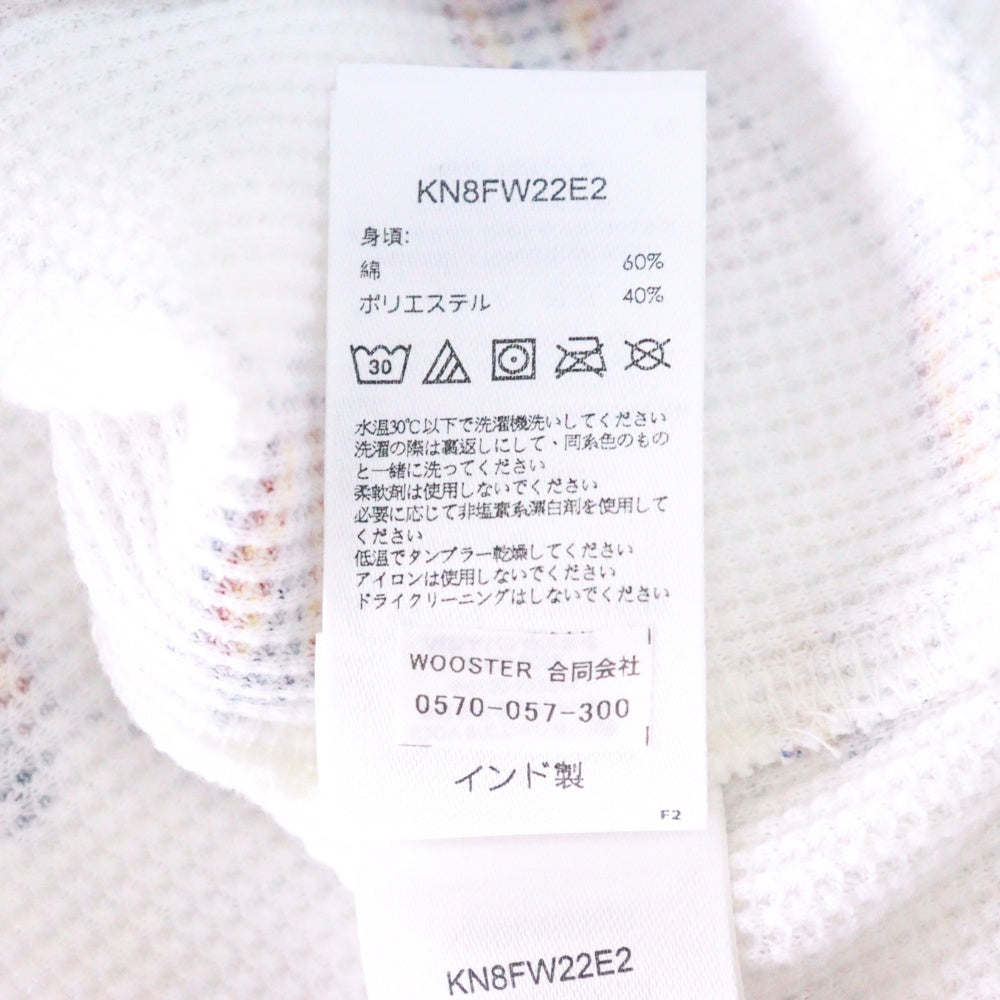 KN8FW22E2
身頃:
綿 60%
ポリエステル 40%
30
水温30℃以下で洗濯機洗いしてください
洗濯の際は裏返しにして、同系色のもの
と一緒に洗ってください
柔軟剤は使用しないでください
必要に応じて非塩素系漂白剤を使用して
ください
低温でタンブラー乾燥してください
アイロンは使用しないでください
ドライクリーニングはしないでください
WOOSTER 合同会社
0570-057-300
インド製
F2
KN8FW22E2